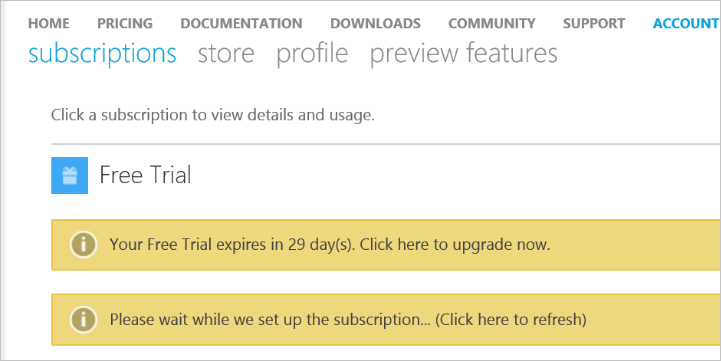 HOME PRICING DOCUMENTATION DOWNLOADS COMMUNITY SUPPORT ACCOUNT
subscriptions store profile preview features
Click a subscription to view details and usage.
Free Trial
Your Free Trial expires in 29 day(s). Click here to upgrade now.
Please wait while we set up the subscription... (Click here to refresh)